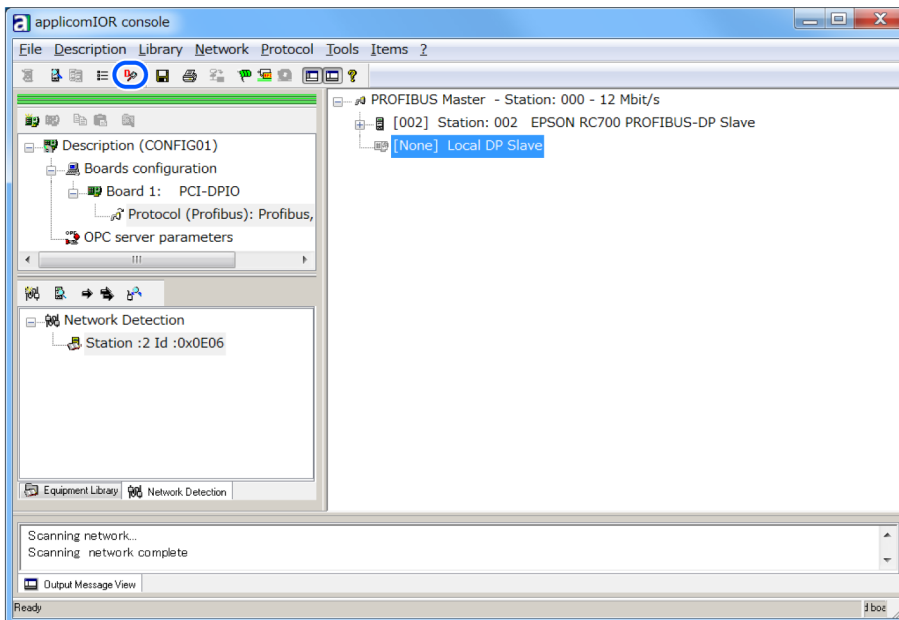 applicomIOR console
File Description Library Network Protocol Tools Items ?
PROFIBUS Master - Station: 000 - 12 Mbit/s
[002] Station: 002 EPSON RC700 PROFIBUS-DP Slave
[None] Local DP Slave
Description (CONFIG01)
Boards configuration
Board 1: PCI-DPIO
Protocol (Profibus): Profibus,
OPC server parameters
Network Detection
Station :2 Id :0x0E06
Equipment Library Network Detection
Scanning network...
Scanning network complete
Output Message View
Ready